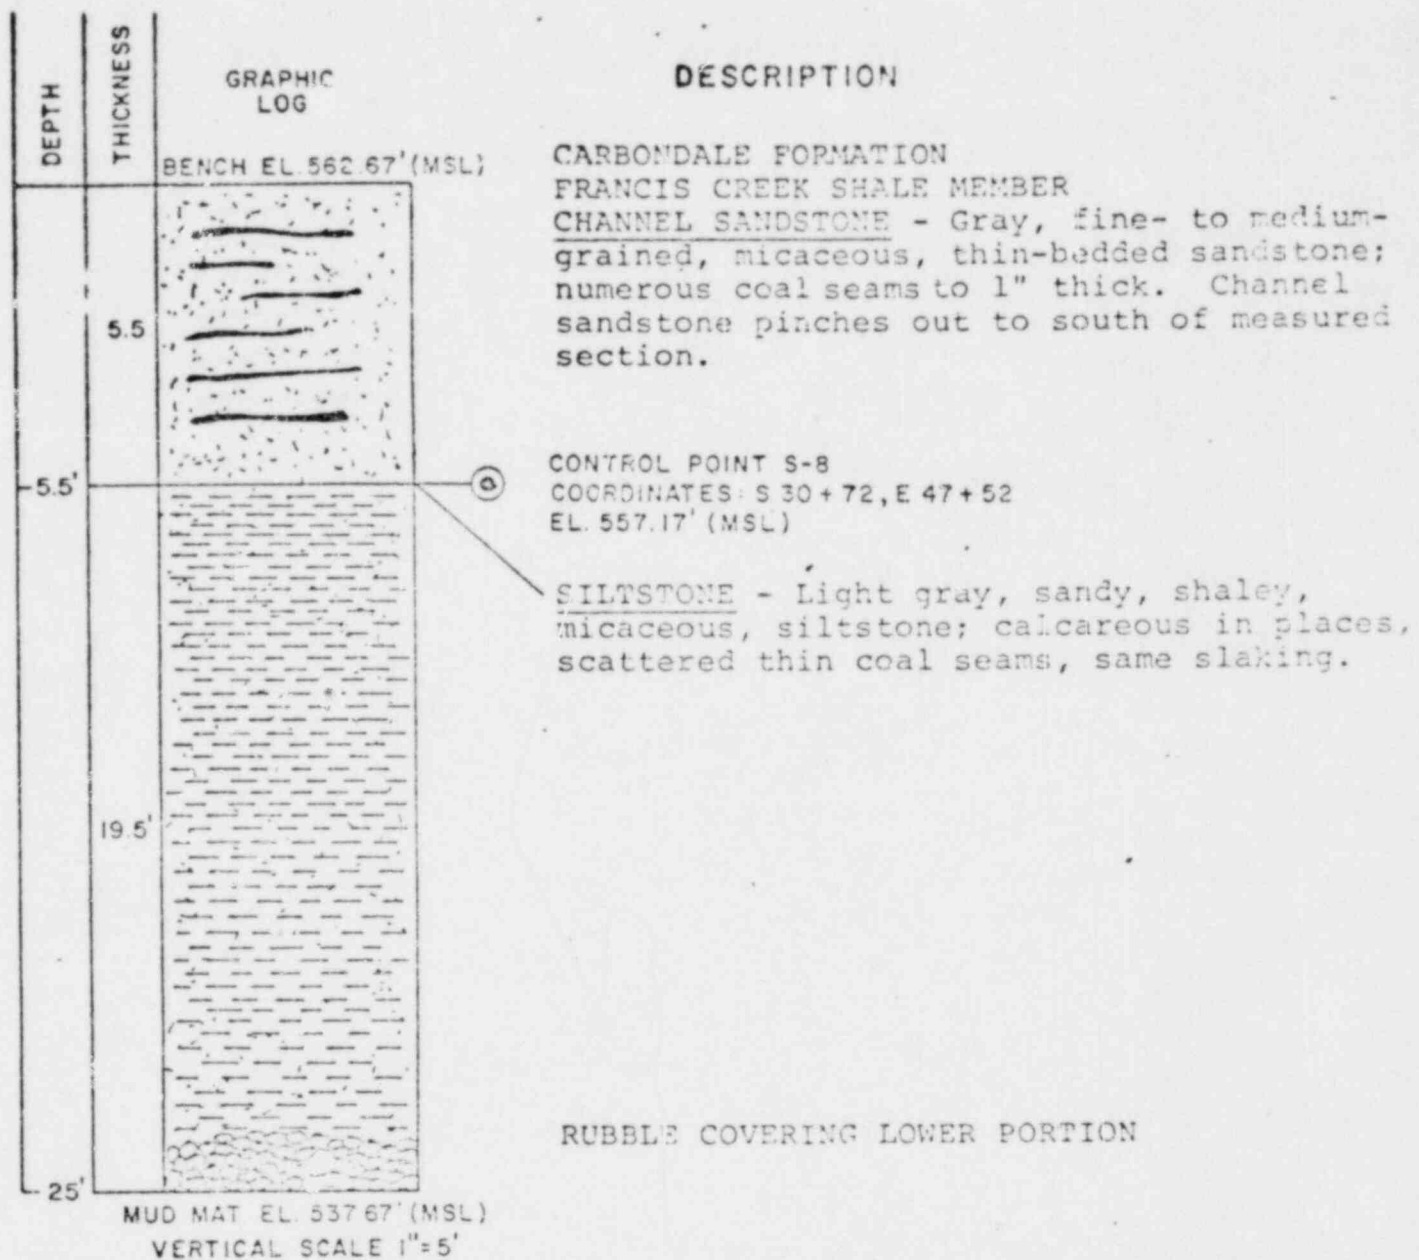 DEPTH
THICKNESS
GRAPHIC
LOG
DESCRIPTION
BENCH EL. 562.67' (MSL)
CARBONDALE FORMATION
FRANCIS CREEK SHALE MEMBER
CHANNEL SANDSTONE - Gray, fine- to medium-
grained, micaceous, thin-bedded sandstone;
numerous coal seams to 1" thick. Channel
sandstone pinches out to south of measured
section.
5.5
5.5'
CONTROL POINT S-8
COORDINATES: S 30 + 72, E 47 + 52
EL. 557.17' (MSL)
SILTSTONE - Light gray, sandy, shaley,
micaceous, siltstone; calcareous in places,
scattered thin coal seams, same slaking.
19.5'
RUBBLE COVERING LOWER PORTION
25'
MUD MAT EL. 537.67' (MSL)
VERTICAL SCALE 1"=5'